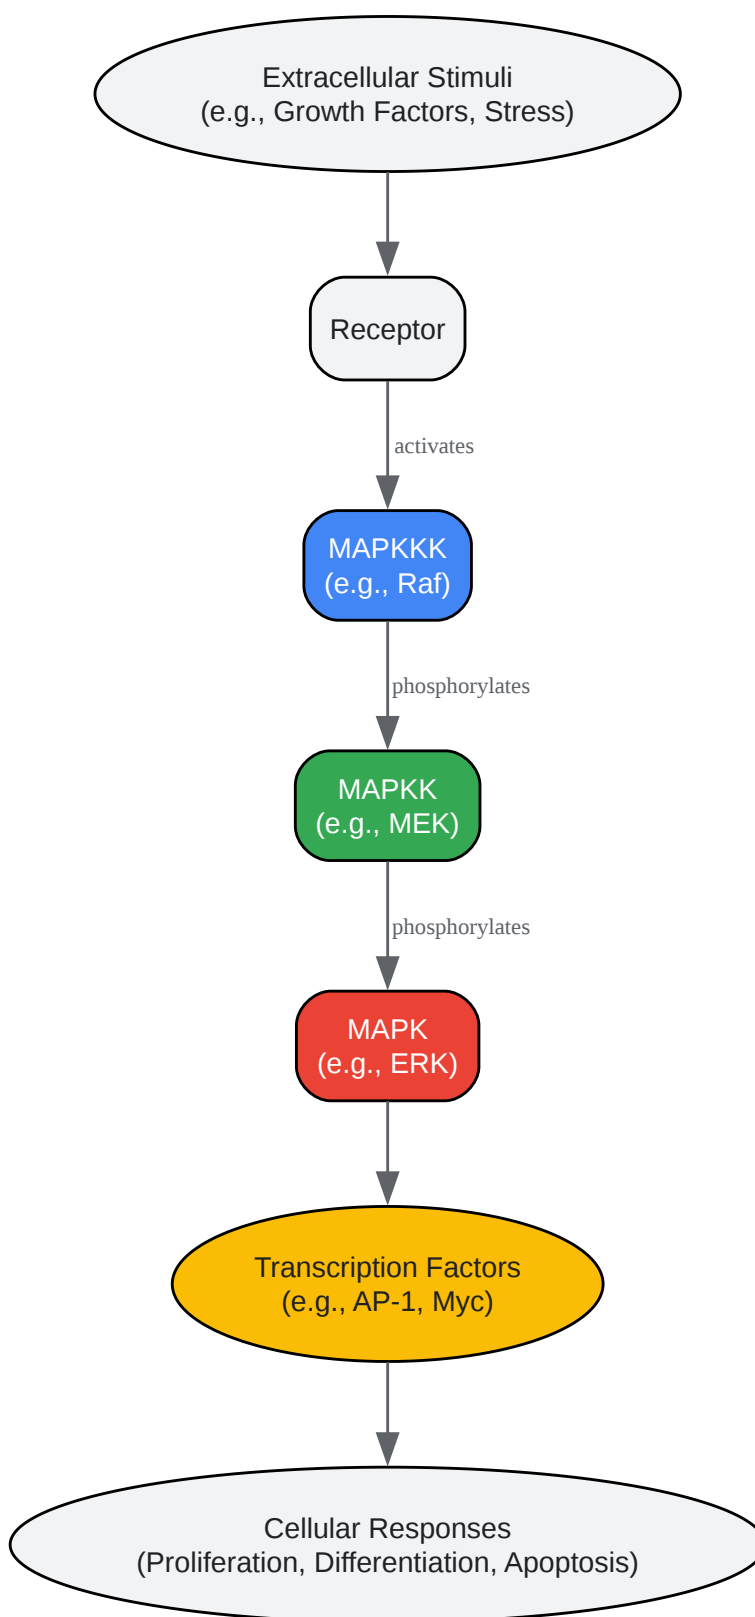 Extracellular Stimuli
(e.g., Growth Factors, Stress)
Receptor
activates
MAPKKK
(e.g., Raf)
phosphorylates
MAPKK
(e.g., MEK)
phosphorylates
MAPK
(e.g., ERK)
Transcription Factors
(e.g., AP-1, Myc)
Cellular Responses
(Proliferation, Differentiation, Apoptosis)